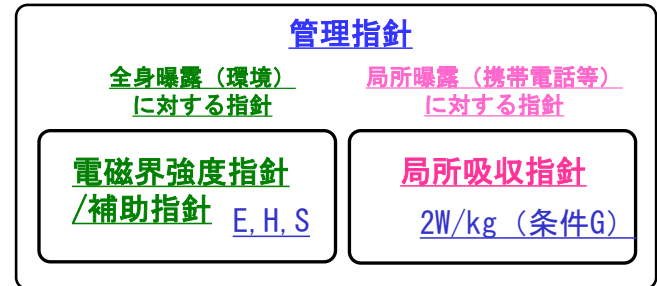 管理指針
全身曝露（環境）
に対する指針
局所曝露（携帯電話等）
に対する指針
電磁界強度指針
/補助指針 E,H,S
局所吸収指針
2W/kg（条件G）